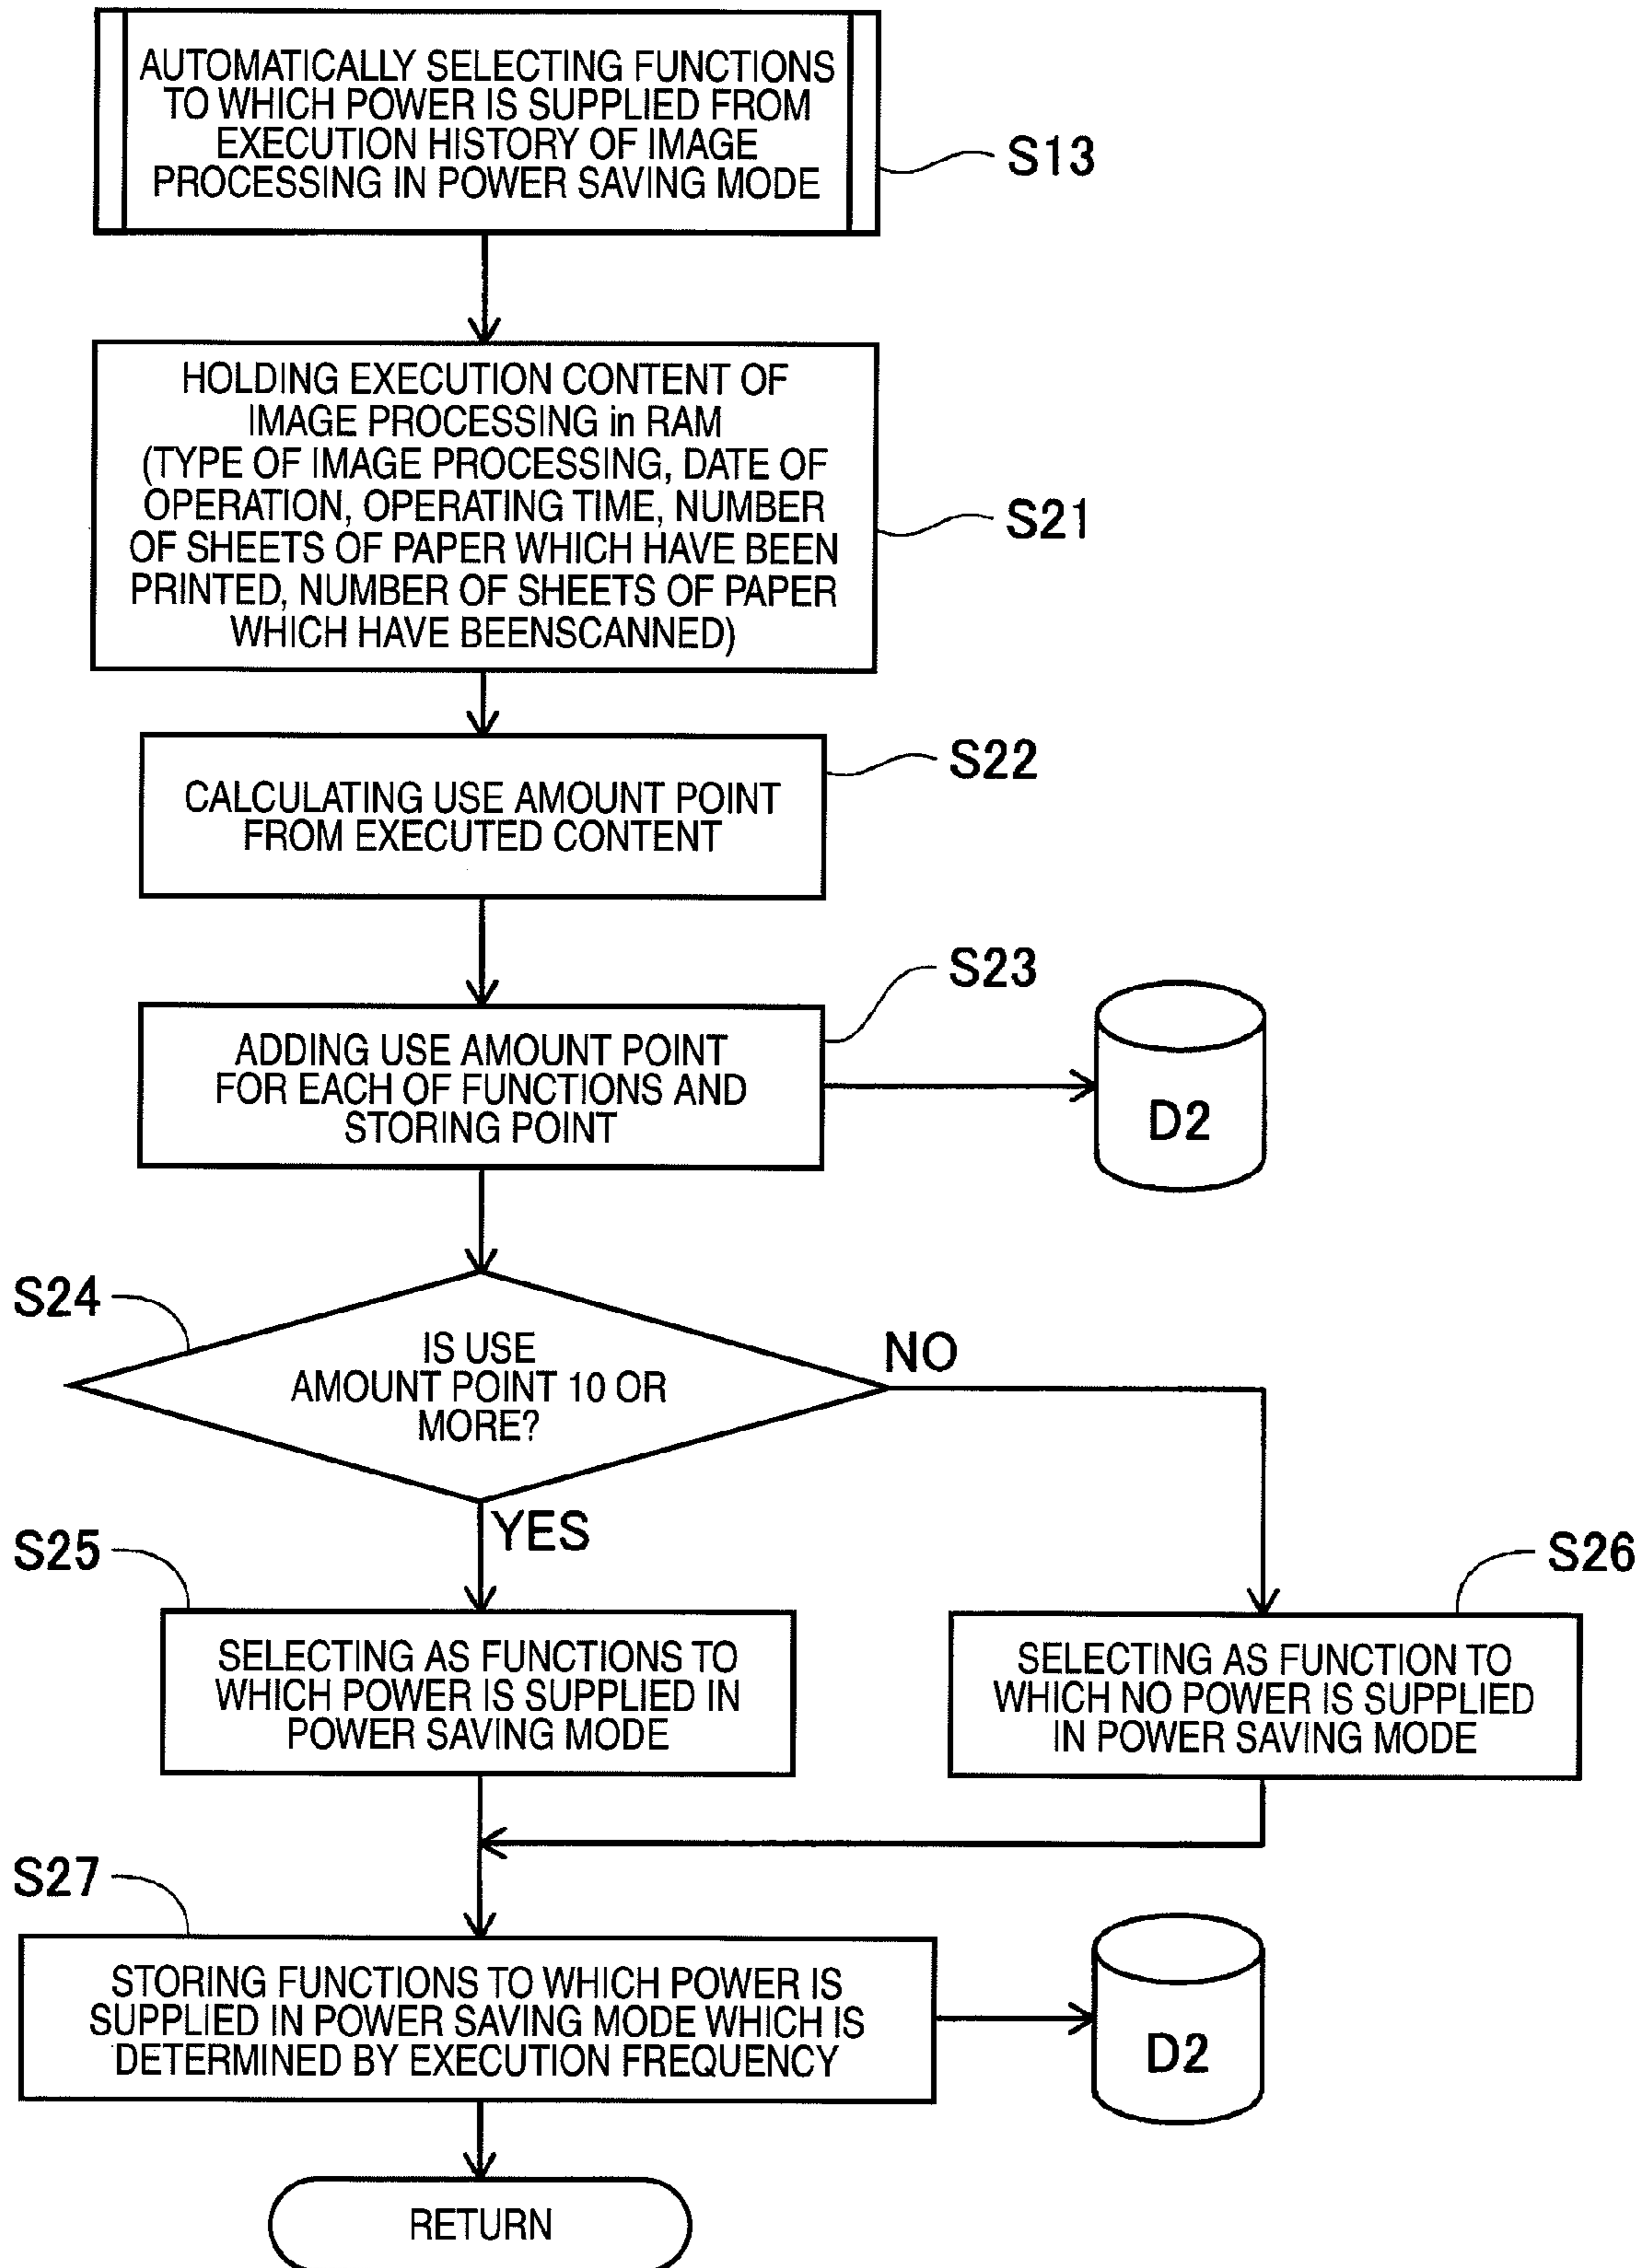 AUTOMATICALLY SELECTING FUNCTIONS
TO WHICH POWER IS SUPPLIED FROM
EXECUTION HISTORY OF IMAGE
PROCESSING IN POWER SAVING MODE
S13
HOLDING EXECUTION CONTENT OF
IMAGE PROCESSING in RAM
(TYPE OF IMAGE PROCESSING, DATE OF
OPERATION, OPERATING TIME, NUMBER
OF SHEETS OF PAPER WHICH HAVE BEEN
PRINTED, NUMBER OF SHEETS OF PAPER
WHICH HAVE BEENSCANNED)
S21
S22
CALCULATING USE AMOUNT POINT
FROM EXECUTED CONTENT
S23
ADDING USE AMOUNT POINT
FOR EACH OF FUNCTIONS AND
STORING POINT
D2
S24
IS USE
AMOUNT POINT 10 OR
MORE?
NO
YES
S25
SELECTING AS FUNCTIONS TO
WHICH POWER IS SUPPLIED IN
POWER SAVING MODE
S26
SELECTING AS FUNCTION TO
WHICH NO POWER IS SUPPLIED
IN POWER SAVING MODE
S27
STORING FUNCTIONS TO WHICH POWER IS
SUPPLIED IN POWER SAVING MODE WHICH IS
DETERMINED BY EXECUTION FREQUENCY
D2
RETURN